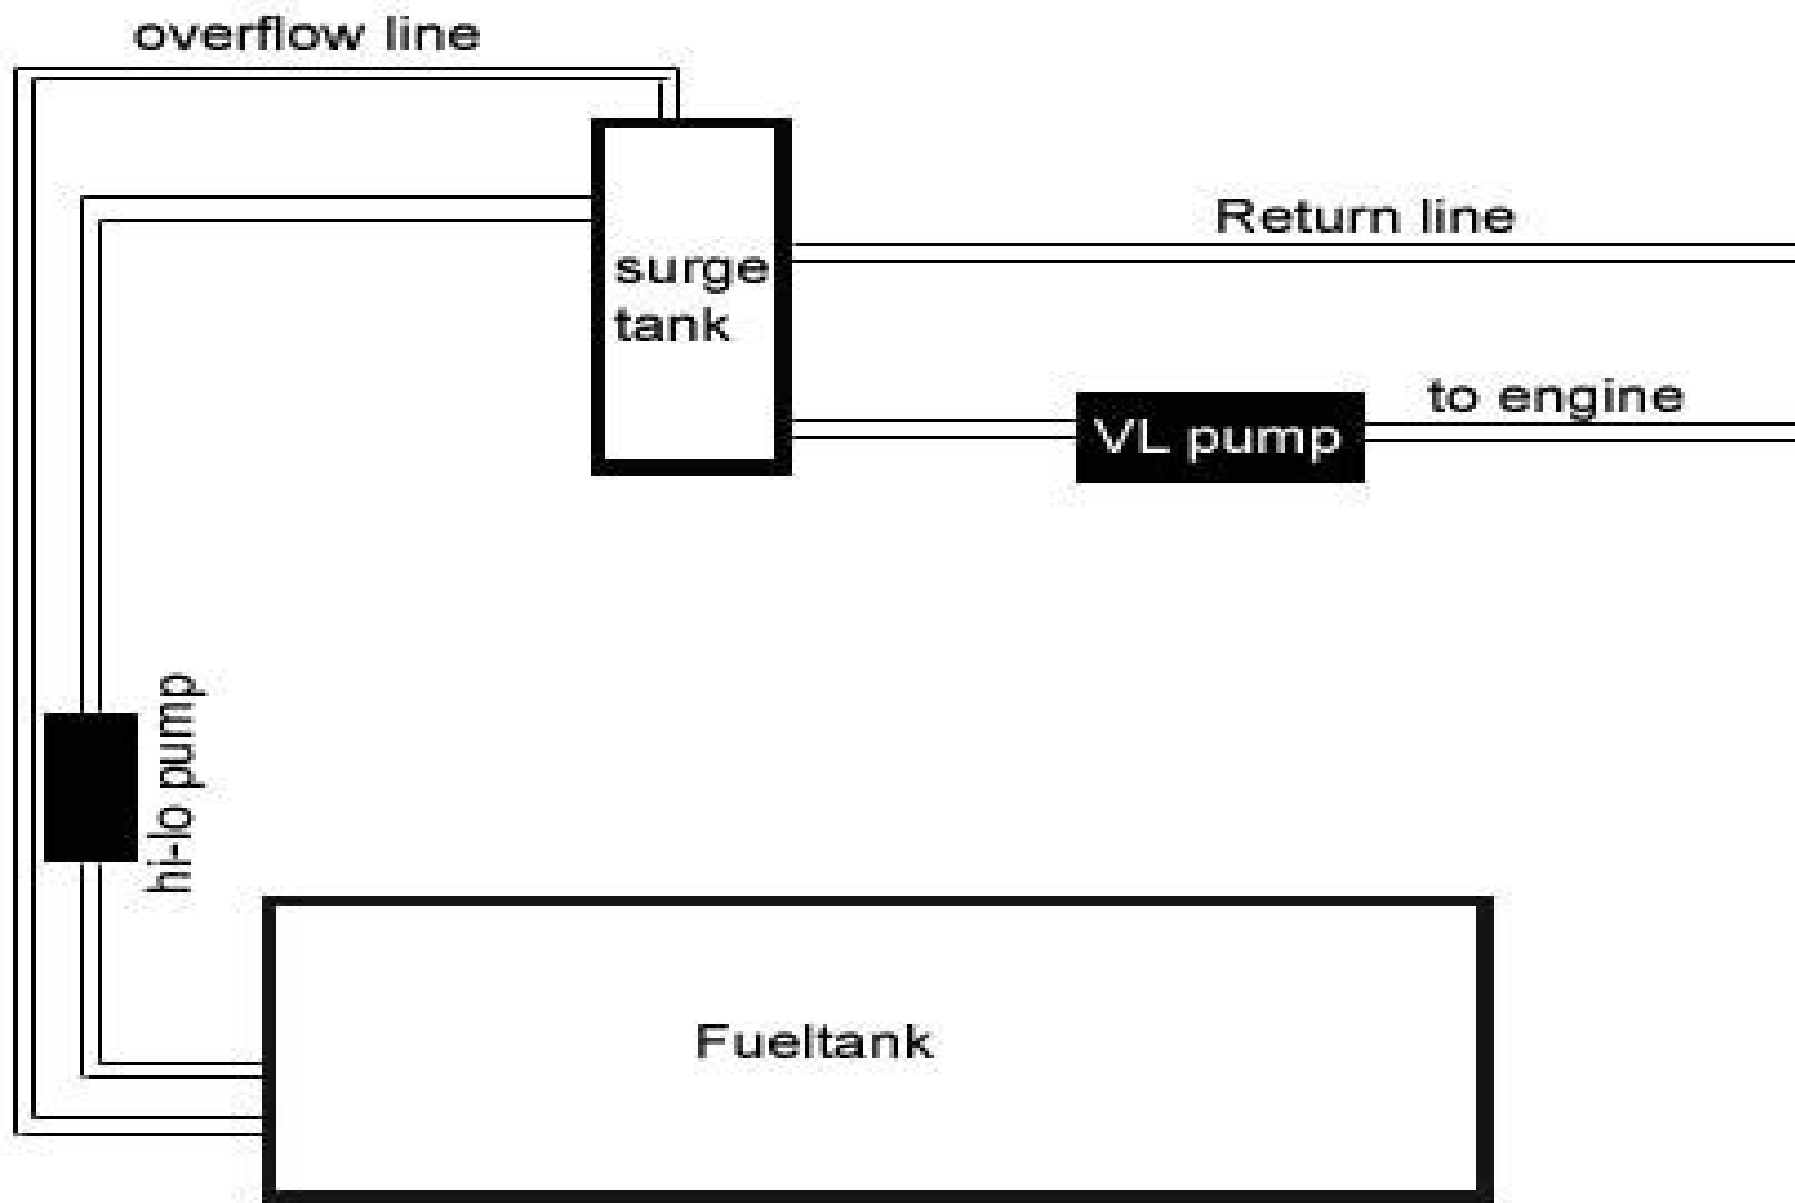 overflow line
Return line
surge
tank
to engine
VL pump
hi-lo pump
Fueltank